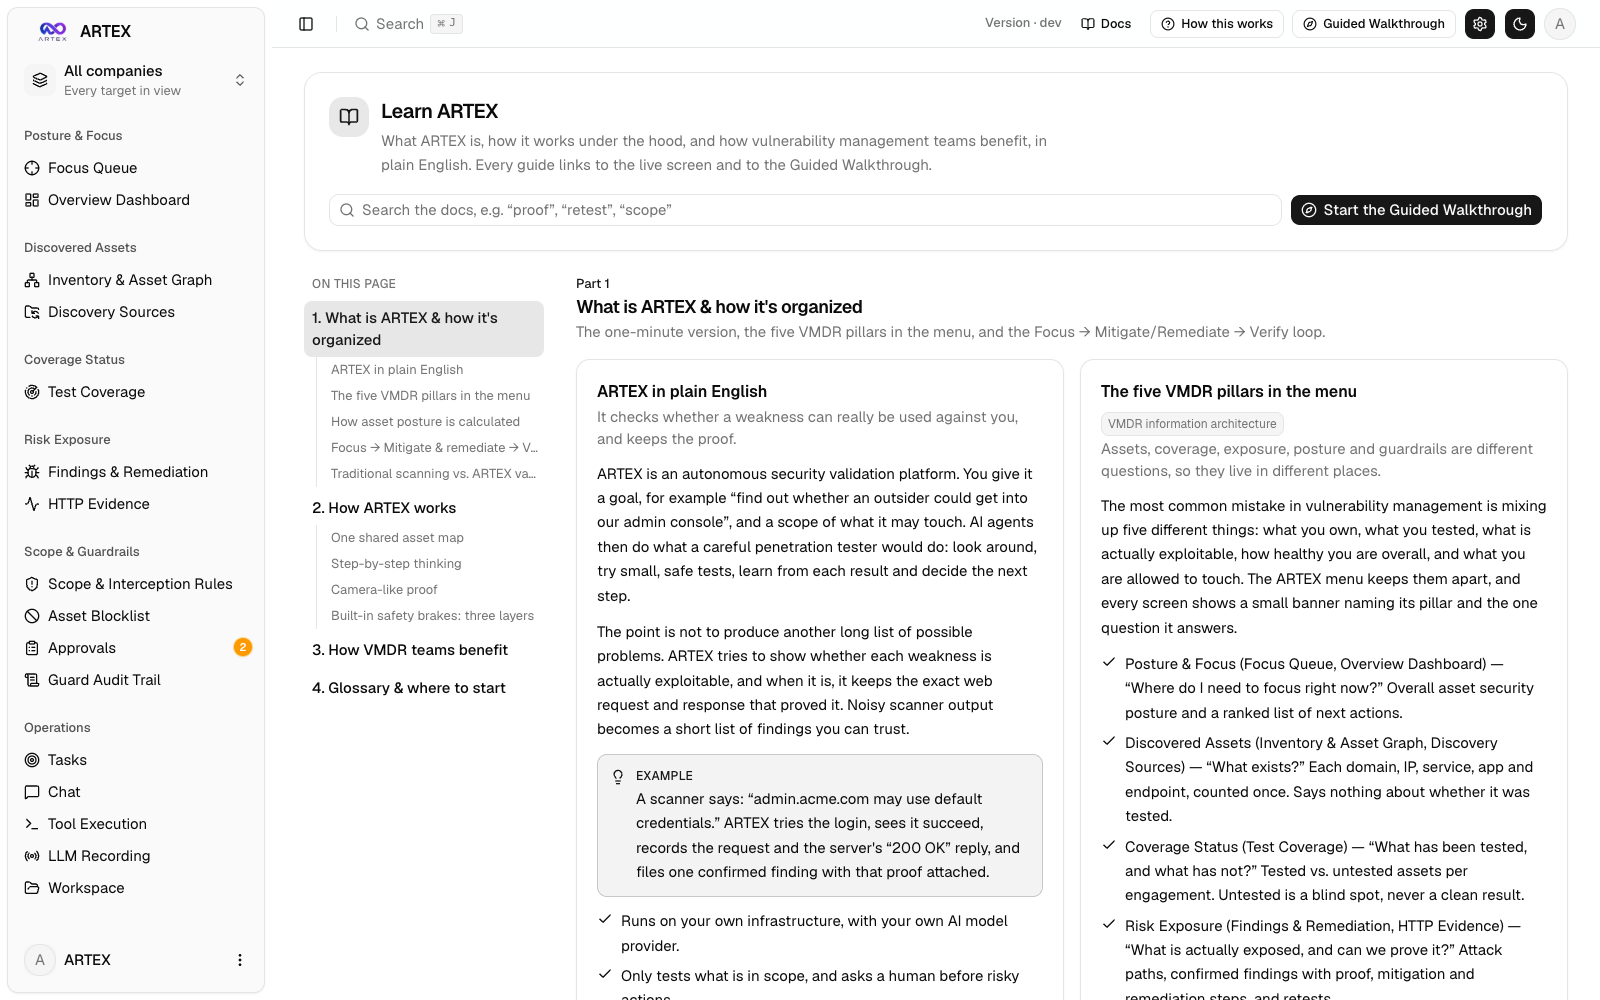 ARTEX
ARTEX
All companies
Every target in view
Posture & Focus
Focus Queue
Overview Dashboard
Discovered Assets
Inventory & Asset Graph
Discovery Sources
Coverage Status
Test Coverage
Risk Exposure
Findings & Remediation
HTTP Evidence
Scope & Guardrails
Scope & Interception Rules
Asset Blocklist
Approvals 2
Guard Audit Trail
Operations
Tasks
Chat
Tool Execution
LLM Recording
Workspace
A ARTEX
Search ⌘ J
Version · dev
Docs
How this works
Guided Walkthrough
A
Learn ARTEX
What ARTEX is, how it works under the hood, and how vulnerability management teams benefit, in
plain English. Every guide links to the live screen and to the Guided Walkthrough.
Search the docs, e.g. “proof”, “retest”, “scope”
Start the Guided Walkthrough
ON THIS PAGE
1. What is ARTEX & how it's
organized
ARTEX in plain English
The five VMDR pillars in the menu
How asset posture is calculated
Focus → Mitigate & remediate → V...
Traditional scanning vs. ARTEX va...
2. How ARTEX works
One shared asset map
Step-by-step thinking
Camera-like proof
Built-in safety brakes: three layers
3. How VMDR teams benefit
4. Glossary & where to start
Part 1
What is ARTEX & how it's organized
The one-minute version, the five VMDR pillars in the menu, and the Focus → Mitigate/Remediate → Verify loop.
ARTEX in plain English
It checks whether a weakness can really be used against you,
and keeps the proof.
ARTEX is an autonomous security validation platform. You give it
a goal, for example “find out whether an outsider could get into
our admin console”, and a scope of what it may touch. AI agents
then do what a careful penetration tester would do: look around,
try small, safe tests, learn from each result and decide the next
step.
The point is not to produce another long list of possible
problems. ARTEX tries to show whether each weakness is
actually exploitable, and when it is, it keeps the exact web
request and response that proved it. Noisy scanner output
becomes a short list of findings you can trust.
EXAMPLE
A scanner says: “admin.acme.com may use default
credentials.” ARTEX tries the login, sees it succeed,
records the request and the server's “200 OK” reply, and
files one confirmed finding with that proof attached.
Runs on your own infrastructure, with your own AI model
provider.
Only tests what is in scope, and asks a human before risky
actions.
The five VMDR pillars in the menu
VMDR information architecture
Assets, coverage, exposure, posture and guardrails are different
questions, so they live in different places.
The most common mistake in vulnerability management is mixing
up five different things: what you own, what you tested, what is
actually exploitable, how healthy you are overall, and what you
are allowed to touch. The ARTEX menu keeps them apart, and
every screen shows a small banner naming its pillar and the one
question it answers.
Posture & Focus (Focus Queue, Overview Dashboard) —
“Where do I need to focus right now?” Overall asset security
posture and a ranked list of next actions.
Discovered Assets (Inventory & Asset Graph, Discovery
Sources) — “What exists?” Each domain, IP, service, app and
endpoint, counted once. Says nothing about whether it was
tested.
Coverage Status (Test Coverage) — “What has been tested,
and what has not?” Tested vs. untested assets per
engagement. Untested is a blind spot, never a clean result.
Risk Exposure (Findings & Remediation, HTTP Evidence) —
“What is actually exposed, and can we prove it?” Attack
paths, confirmed findings with proof, mitigation and
remediation steps, and retests.